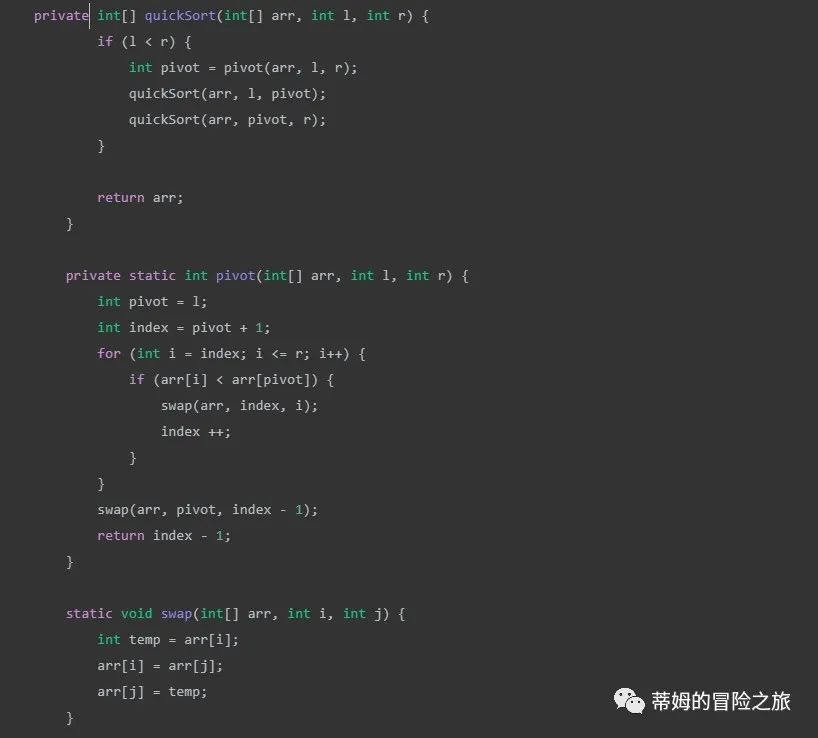 private int[] quickSort(int[] arr, int l, int r) {
if (l < r) {
int pivot = pivot(arr, l, r);
quickSort(arr, l, pivot);
quickSort(arr, pivot, r);
}
return arr;
}
private static int pivot(int[] arr, int l, int r) {
int pivot = l;
int index = pivot + 1;
for (int i = index; i <= r; i++) {
if (arr[i] < arr[pivot]) {
swap(arr, index, i);
index ++;
}
}
swap(arr, pivot, index - 1);
return index - 1;
}
static void swap(int[] arr, int i, int j) {
int temp = arr[i];
arr[i] = arr[j];
arr[j] = temp;
}
蒂姆的冒险之旅